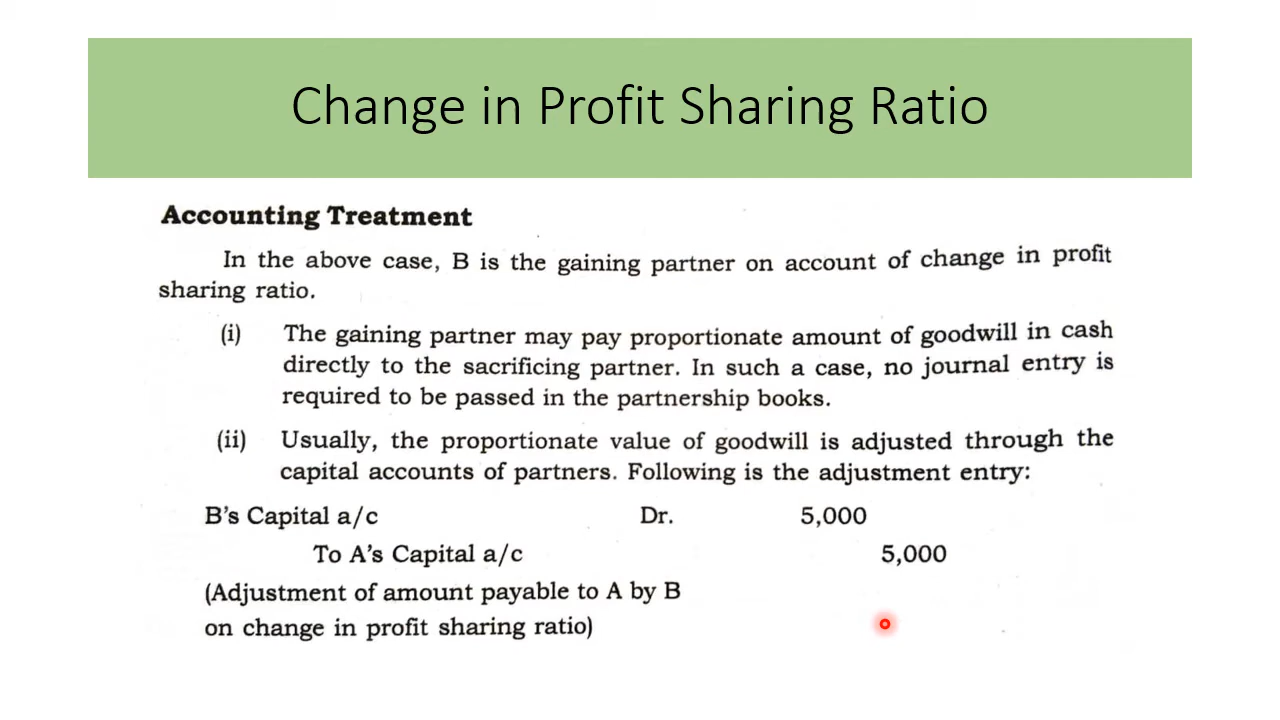 Change in Profit Sharing Ratio
Accounting Treatment
In the above case, B is the gaining partner on account of change in profit
sharing ratio.
(i) The gaining partner may pay proportionate amount of goodwill in cash
directly to the sacrificing partner. In such a case, no journal entry is
required to be passed in the partnership books.
(ii) Usually, the proportionate value of goodwill is adjusted through the
capital accounts of partners. Following is the adjustment entry:
B's Capital a/c Dr. 5,000
To A's Capital a/c 5,000
(Adjustment of amount payable to A by B
on change in profit sharing ratio)